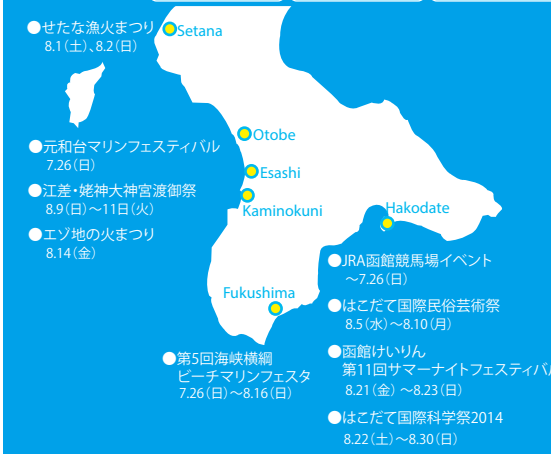 ●せたな漁火まつり
8.1(土)、8.2(日)
Setana
●元和台マリンフェスティバル
7.26(日)
●江差・姥神大神宮渡御祭
8.9(日)～11日(火)
●エゾ地の火まつり
8.14(金)
Otobe
Esashi
Kaminokuni
Hakodate
Fukushima
●JRA函館競馬場イベント
～7.26(日)
●はこだて国際民俗芸術祭
8.5(水)～8.10(月)
●函館けいりん
第11回サマーナイトフェスティバル
8.21(金) ～8.23(日)
●はこだて国際科学祭2014
8.22(土)～8.30(日)
●第5回海峡横綱
ビーチマリンフェスタ
7.26(日)～8.16(日)